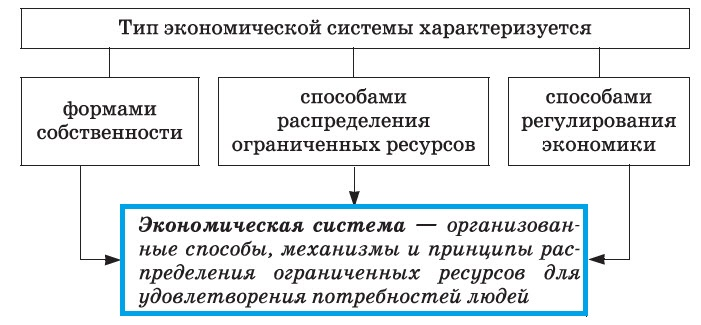 Тип экономической системы характеризуется
формами
собственности
способами
распределения
ограниченных ресурсов
способами
регулирования
экономики
Экономическая система — организован-
ные способы, механизмы и принципы рас-
пределения ограниченных ресурсов для
удовлетворения потребностей людей